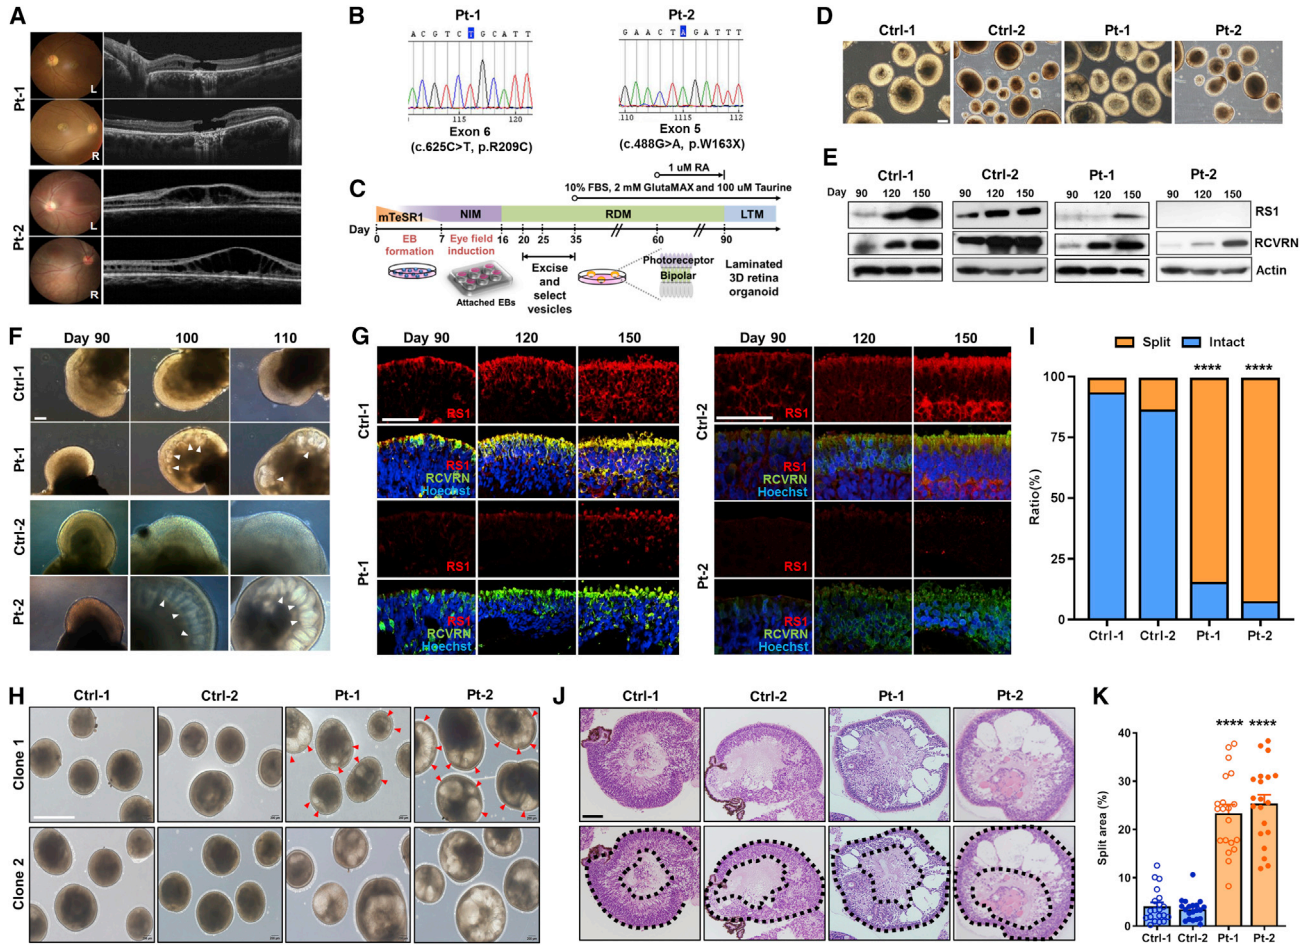 A
Pt-1
L
R
Pt-2
L
R
B
Pt-1
A C G T C T G C A T T
110
120
Exon 6
(c.625C>T, p.R209C)
Pt-2
G A A C T A G A T T T
110
1115
112
Exon 5
(c.488G>A, p.W163X)
C
1 uM RA
10% FBS, 2 mM GlutaMAX and 100 uM Taurine
mTeSR1
NIM
RDM
LTM
Day
0
7
16
20
25
35
60
90
EB formation
Eye field induction
Attached EBs
Excise and select vesicles
Photoreceptor
Bipolar
Laminated 3D retina organoid
D
Ctrl-1
Ctrl-2
Pt-1
Pt-2
E
Ctrl-1
Ctrl-2
Pt-1
Pt-2
Day
90 120 150
90 120 150
90 120 150
90 120 150
RS1
RCVRN
Actin
F
Day 90
100
110
Ctrl-1
Pt-1
Ctrl-2
Pt-2
G
Day 90
120
150
Ctrl-1
RS1
RS1
RCVRN
Hoechst
Pt-1
RS1
RS1
RCVRN
Hoechst
Day 90
120
150
Ctrl-2
RS1
RS1
RCVRN
Hoechst
Pt-2
RS1
RS1
RCVRN
Hoechst
I
Split
Intact
**** ****
Ratio(%)
100
75
50
25
0
Ctrl-1
Ctrl-2
Pt-1
Pt-2
H
Ctrl-1
Ctrl-2
Pt-1
Pt-2
Clone 1
Clone 2
J
Ctrl-1
Ctrl-2
Pt-1
Pt-2
K
**** ****
Split area (%)
40
30
20
10
0
Ctrl-1
Ctrl-2
Pt-1
Pt-2